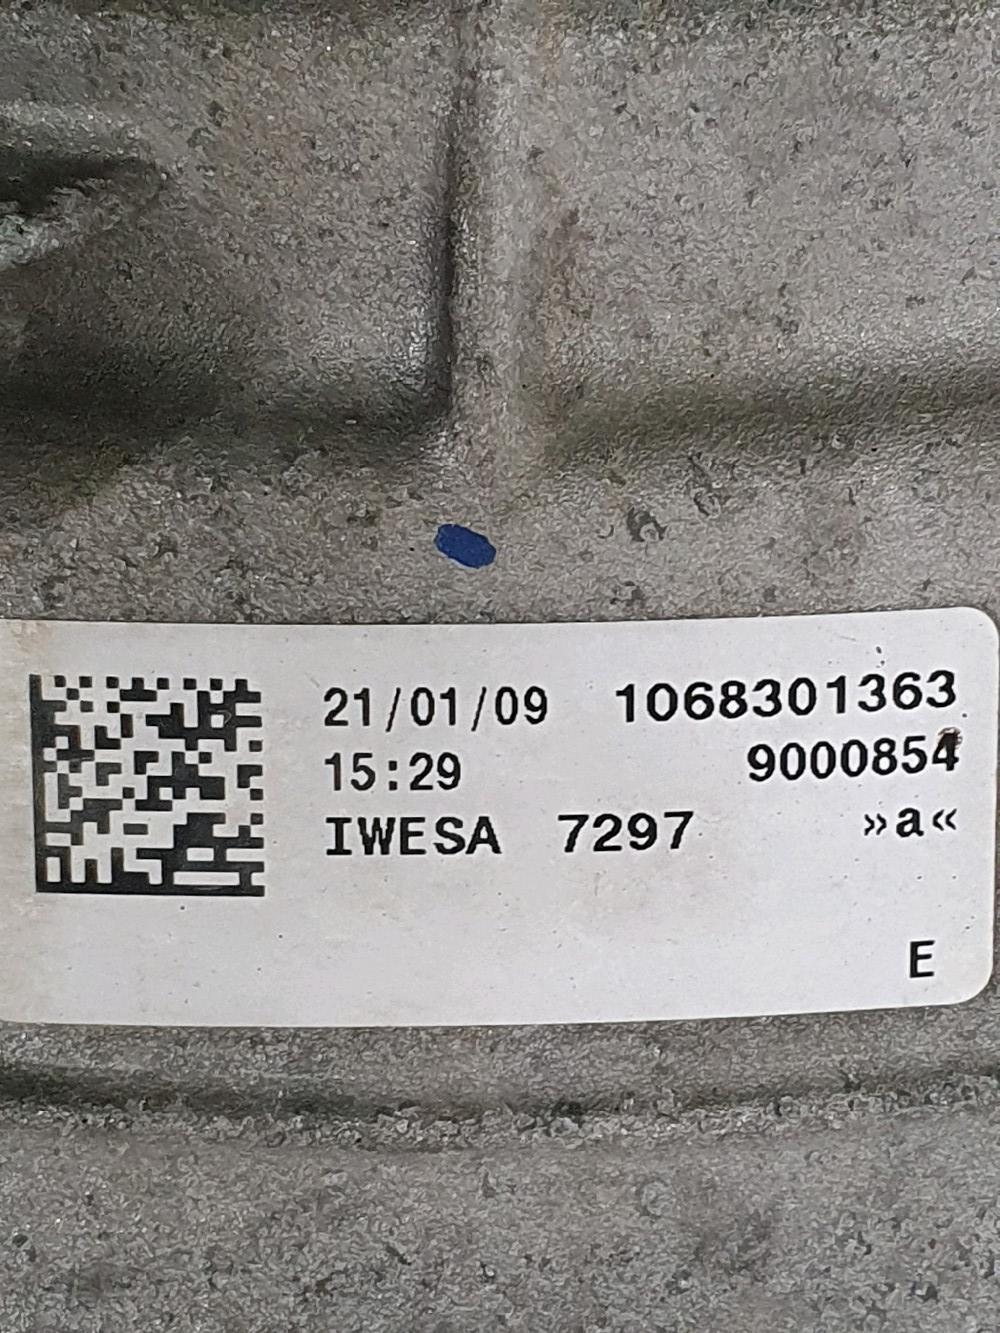 21/01/09 1068301363
15:29 9000854
IWESA 7297 »a«
E